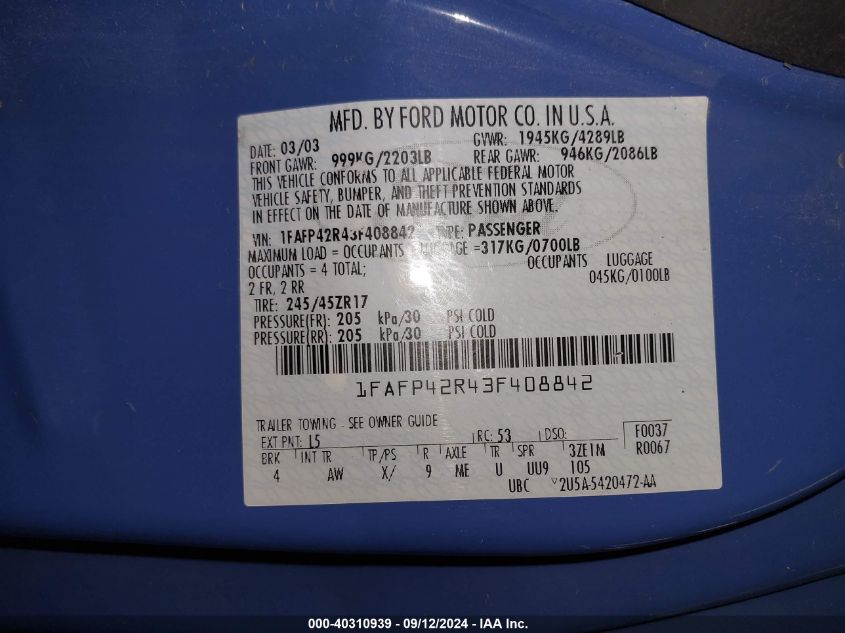 MFD. BY FORD MOTOR CO. IN U.S.A.
DATE: 03/03 GVWR: 1945KG/4289LB
FRONT GAWR: 999KG/2203LB REAR GAWR: 946KG/2086LB
THIS VEHICLE CONFORMS TO ALL APPLICABLE FEDERAL MOTOR
VEHICLE SAFETY, BUMPER, AND THEFT PREVENTION STANDARDS
IN EFFECT ON THE DATE OF MANUFACTURE SHOWN ABOVE.
VIN: 1FAFP42R43F408842 TYPE: PASSENGER
MAXIMUM LOAD = OCCUPANTS + LUGGAGE =317KG/0700LB
OCCUPANTS = 4 TOTAL; OCCUPANTS LUGGAGE
2 FR, 2 RR 045KG/0100LB
TIRE: 245/45ZR17
PRESSURE(FR): 205 kPa/30 PSI COLD
PRESSURE(RR): 205 kPa/30 PSI COLD
1FAFP42R43F408842
TRAILER TOWING - SEE OWNER GUIDE
EXT PNT: L5 RC: 53 DSO: F0037
BRK INT TR TP/PS R AXLE TR SPR 3ZE1M R0067
4 AW X/ 9 ME U UU9 105
UBC V2U5A-5420472-AA
000-40310939 - 09/12/2024 - IAA Inc.